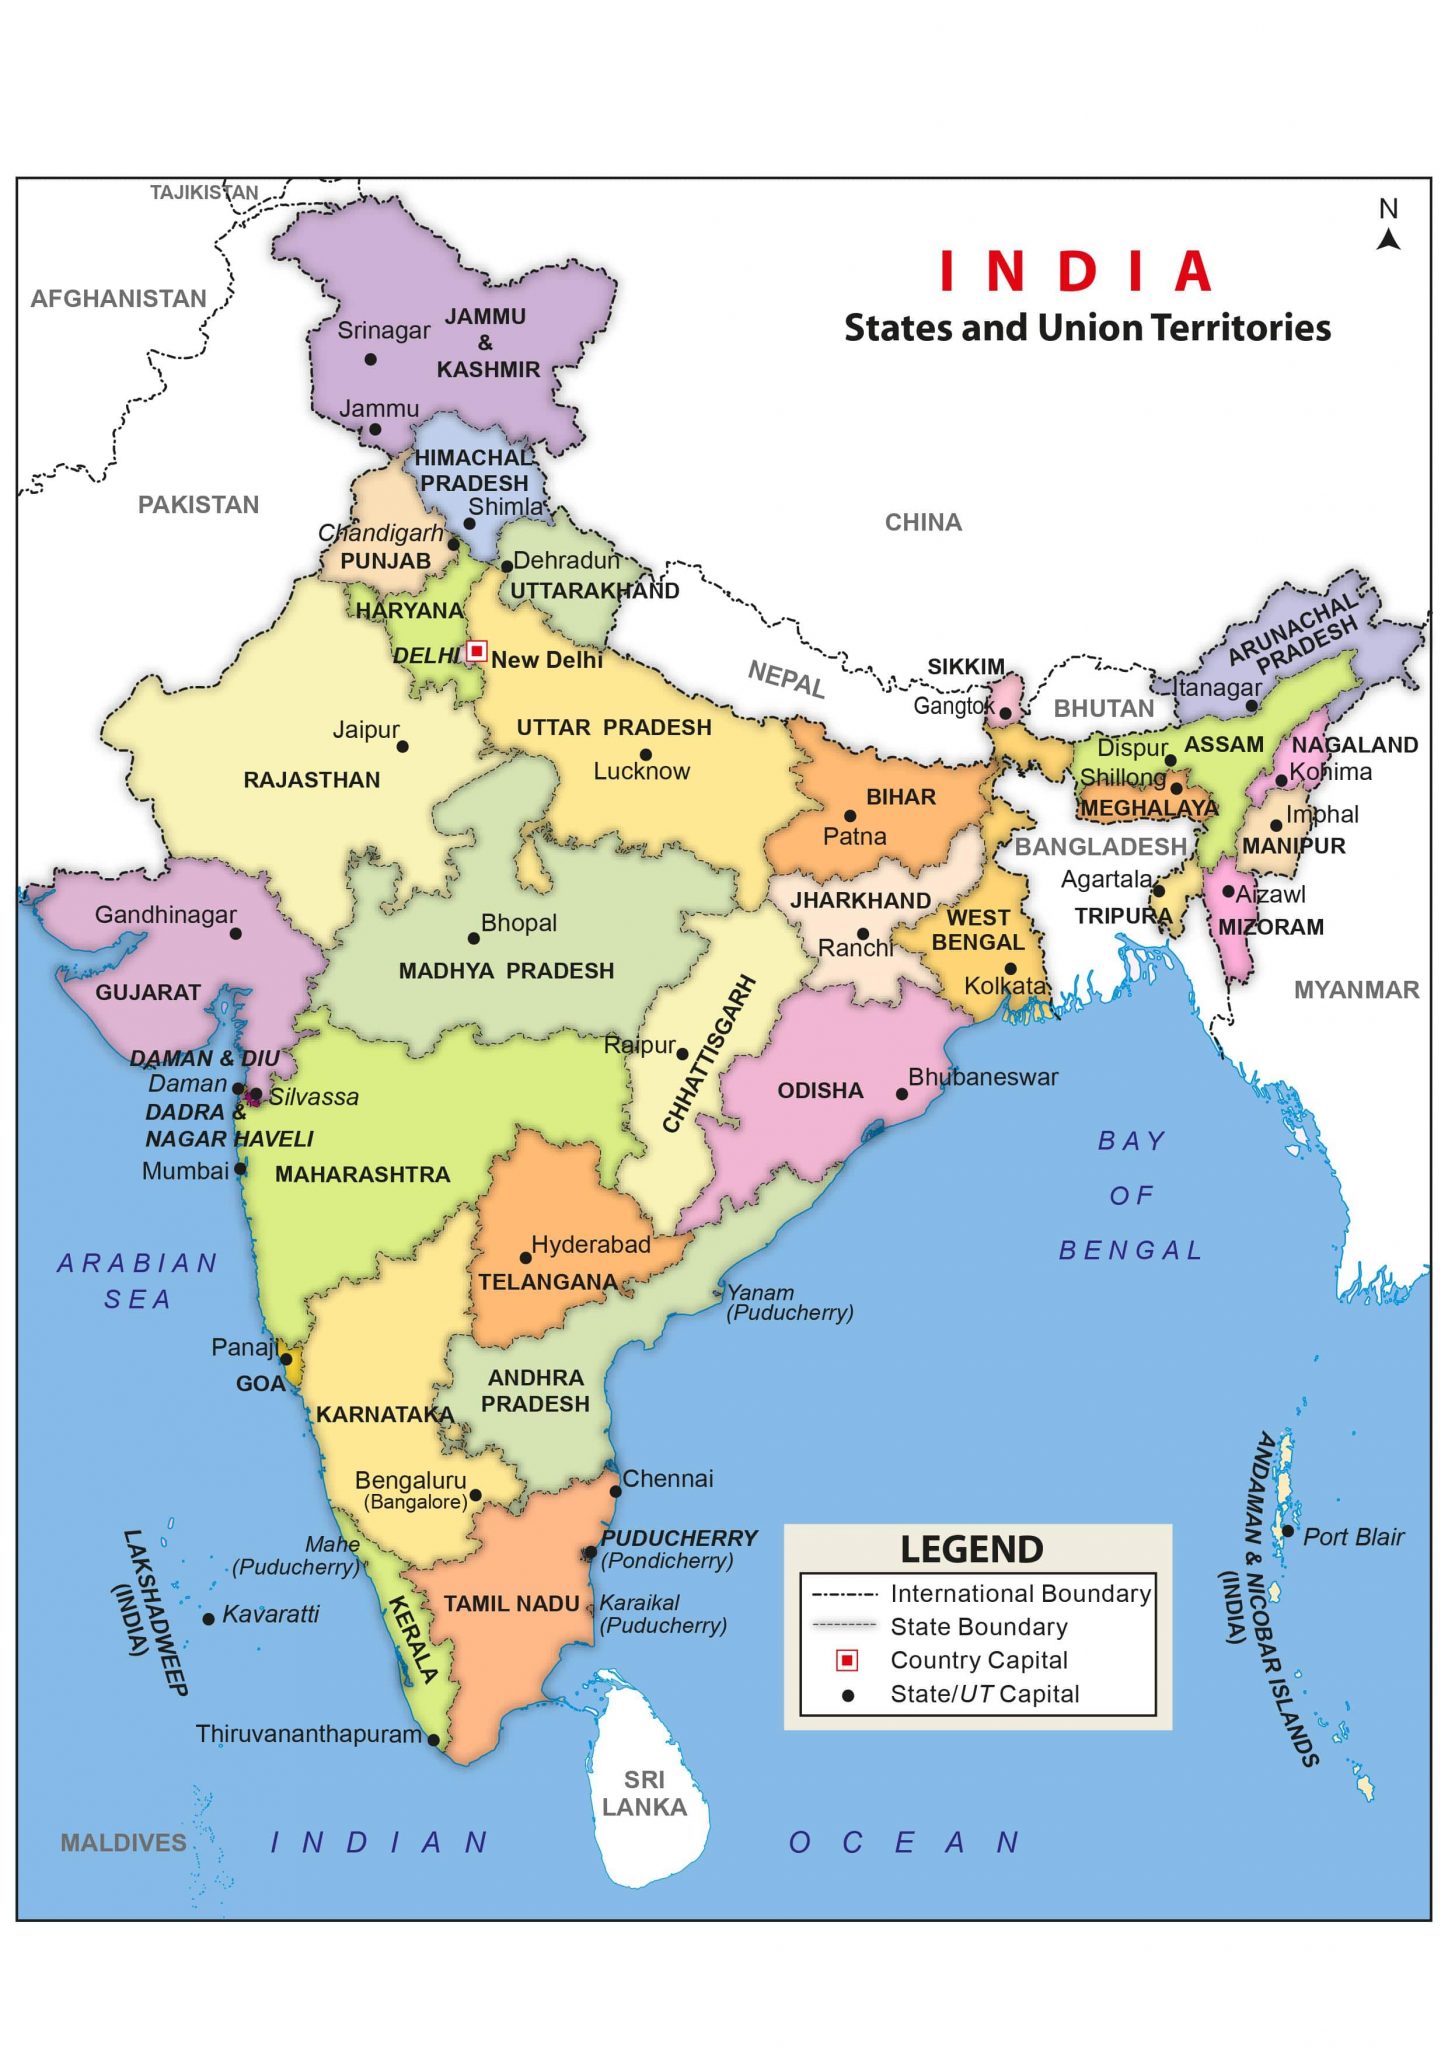 TAJIKISTAN
N
INDIA
States and Union Territories
AFGHANISTAN
JAMMU
&
KASHMIR
Srinagar
Jammu
HIMACHAL
PRADESH
Shimla
PAKISTAN
CHINA
Chandigarh
PUNJAB
Dehradun
UTTARAKHAND
HARYANA
DELHI
New Delhi
NEPAL
SIKKIM
Gangtok
BHUTAN
ARUNACHAL
PRADESH
Itanagar
Jaipur
RAJASTHAN
UTTAR PRADESH
Lucknow
BIHAR
Patna
Dispur
ASSAM
NAGALAND
Shillong
Kohima
MEGHALAYA
Imphal
MANIPUR
BANGLADESH
Agartala
TRIPURA
Aizawl
MIZORAM
MYANMAR
Gandhinagar
GUJARAT
Bhopal
MADHYA PRADESH
JHARKHAND
Ranchi
WEST
BENGAL
Kolkata
CHHATTISGARH
Raipur
ODISHA
Bhubaneswar
DAMAN & DIU
Daman
Silvassa
DADRA &
NAGAR HAVELI
Mumbai
MAHARASHTRA
BAY
OF
BENGAL
ARABIAN
SEA
Hyderabad
TELANGANA
Yanam
(Puducherry)
Panaji
GOA
ANDHRA
PRADESH
KARNATAKA
Bengaluru
(Bangalore)
Chennai
Mahe
(Puducherry)
PUDUCHERRY
(Pondicherry)
TAMIL NADU
Karaikal
(Puducherry)
KERALA
LAKSHADWEEP
(INDIA)
Kavaratti
Thiruvananthapuram
LEGEND
International Boundary
State Boundary
Country Capital
State/UT Capital
ANDAMAN & NICOBAR ISLANDS
(INDIA)
Port Blair
SRI
LANKA
MALDIVES
INDIAN OCEAN